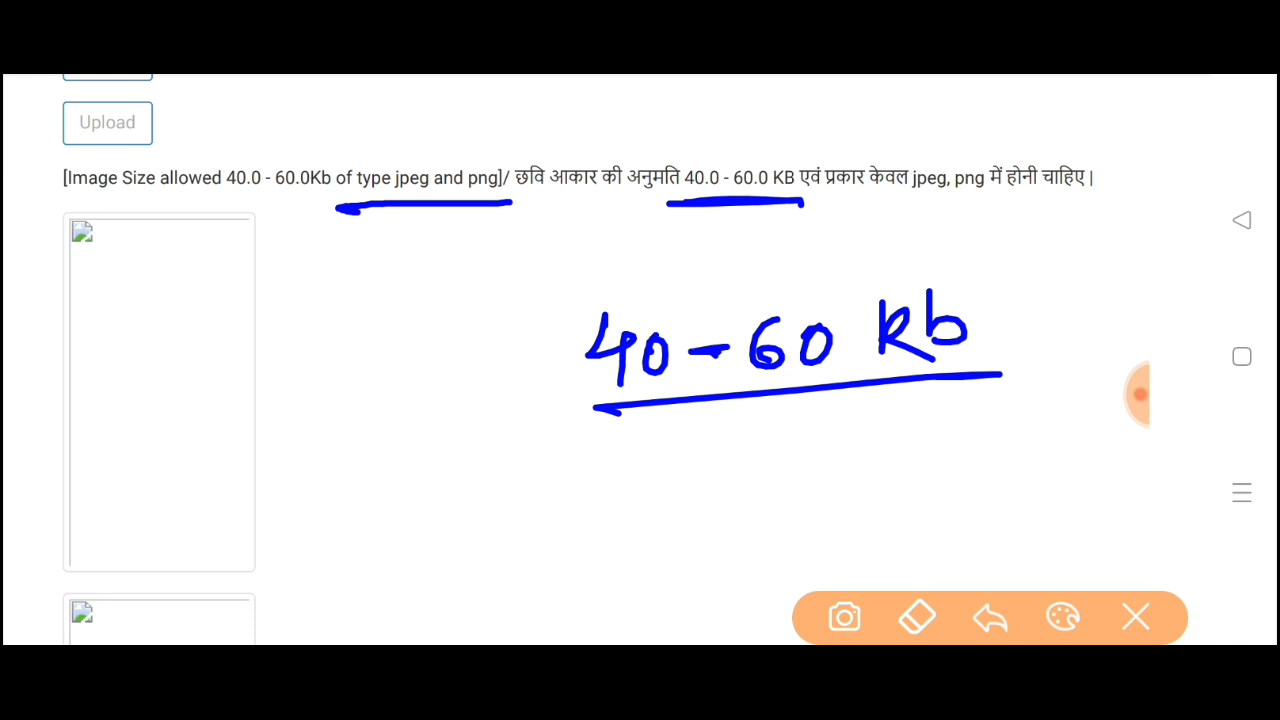 Upload
[Image Size allowed 40.0 - 60.0Kb of type jpeg and png]/ छवि आकार की अनुमति 40.0 - 60.0 KB एवं प्रकार केवल jpeg, png में होनी चाहिए |
40-60 kb